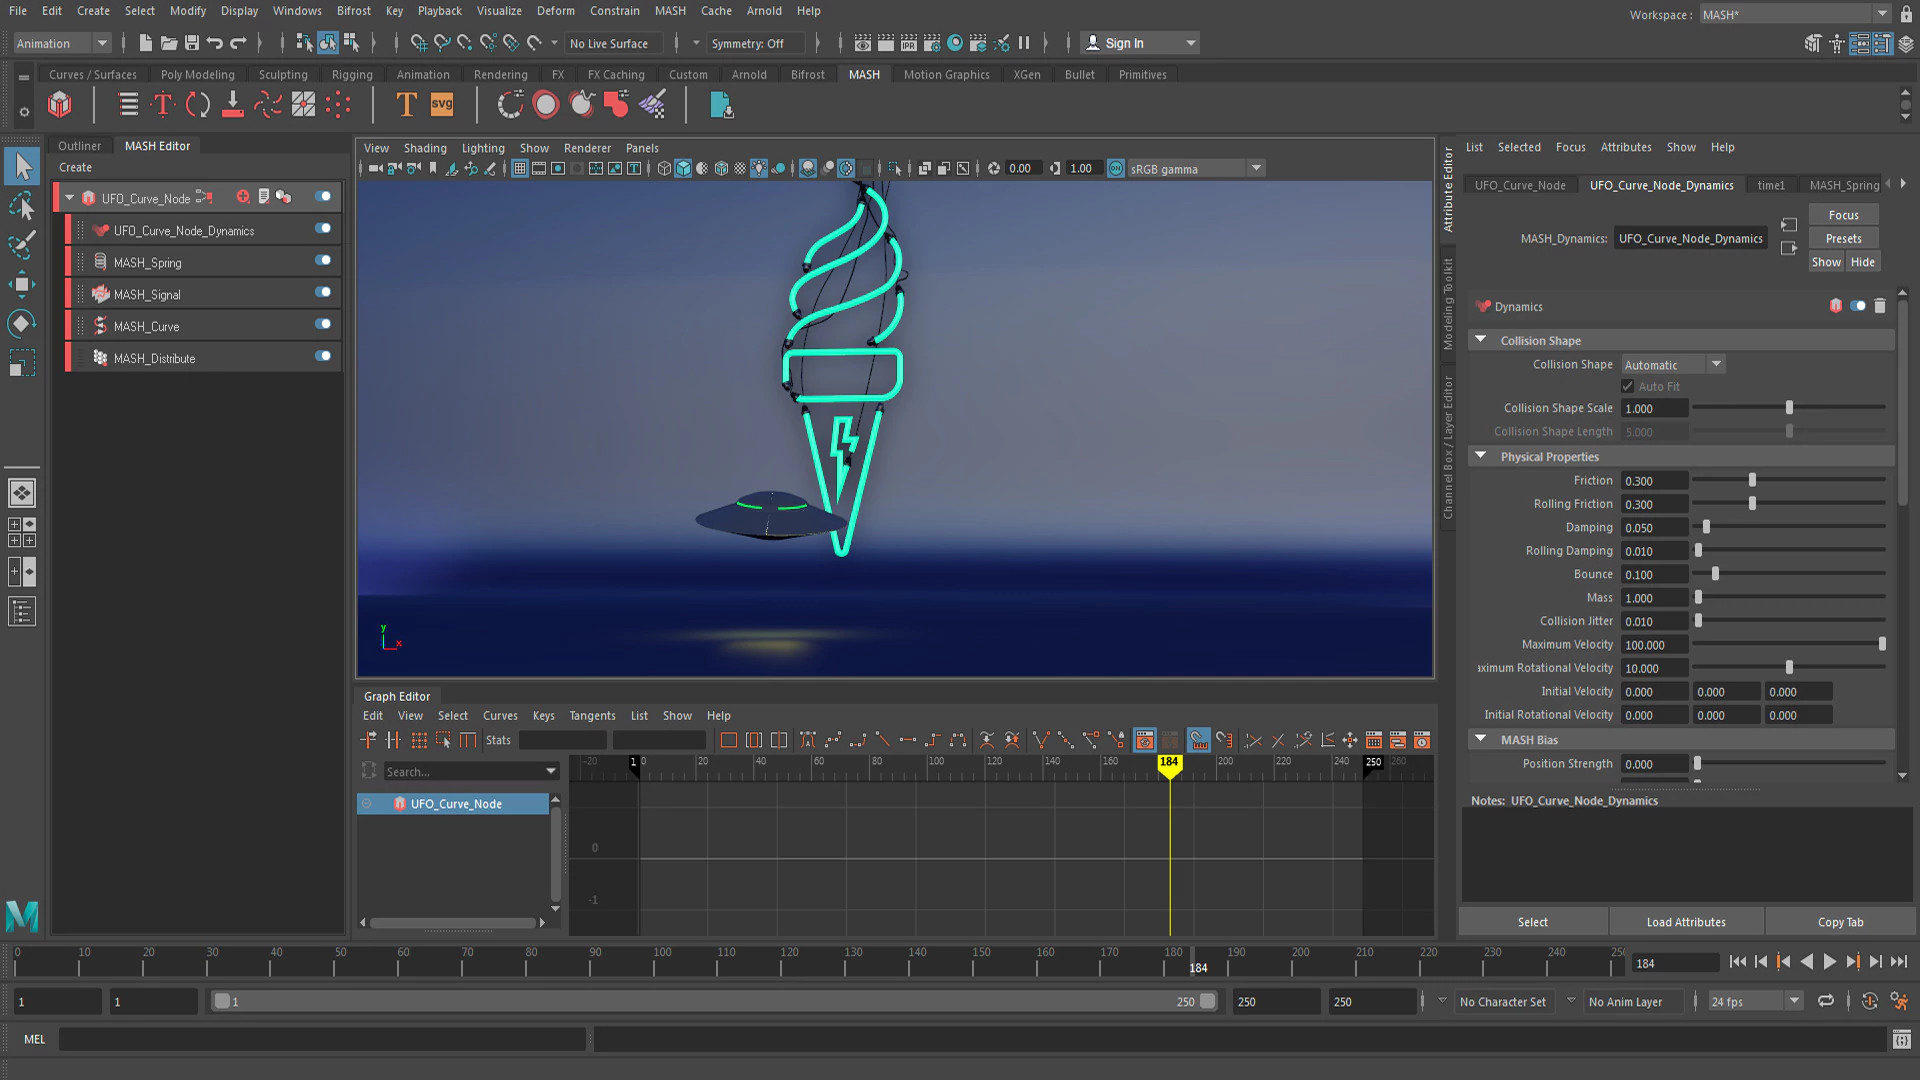 File Edit Create Select Modify Display Windows Bifrost Key Playback Visualize Deform Constrain MASH Cache Arnold Help
Workspace : MASH*
Animation No Live Surface Symmetry: Off Sign In
Curves / Surfaces Poly Modeling Sculpting Rigging Animation Rendering FX FX Caching Custom Arnold Bifrost MASH Motion Graphics XGen Bullet Primitives
T T svg
Outliner MASH Editor
Create
UFO_Curve_Node
UFO_Curve_Node_Dynamics
MASH_Spring
MASH_Signal
MASH_Curve
MASH_Distribute
View Shading Lighting Show Renderer Panels
0.00 1.00 sRGB gamma
y
x
Graph Editor
Edit View Select Curves Keys Tangents List Show Help
Stats
Search...
UFO_Curve_Node
-20 1 0 20 40 60 80 100 120 140 160 184 200 220 240 250 260
0
-1
Attribute Editor
Modeling Toolkit
Channel Box / Layer Editor
List Selected Focus Attributes Show Help
UFO_Curve_Node UFO_Curve_Node_Dynamics time1 MASH_Spring
MASH_Dynamics: UFO_Curve_Node_Dynamics
Focus
Presets
Show Hide
Dynamics
Collision Shape
Collision Shape Automatic
Auto Fit
Collision Shape Scale 1.000
Collision Shape Length 5.000
Physical Properties
Friction 0.300
Rolling Friction 0.300
Damping 0.050
Rolling Damping 0.010
Bounce 0.100
Mass 1.000
Collision Jitter 0.010
Maximum Velocity 100.000
ximum Rotational Velocity 10.000
Initial Velocity 0.000 0.000 0.000
Initial Rotational Velocity 0.000 0.000 0.000
MASH Bias
Position Strength 0.000
Notes: UFO_Curve_Node_Dynamics
Select Load Attributes Copy Tab
0 10 20 30 40 50 60 70 80 90 100 110 120 130 140 150 160 170 180 190 200 210 220 230 240 25
184
184
1 1 1 250 250 250 No Character Set No Anim Layer 24 fps
MEL